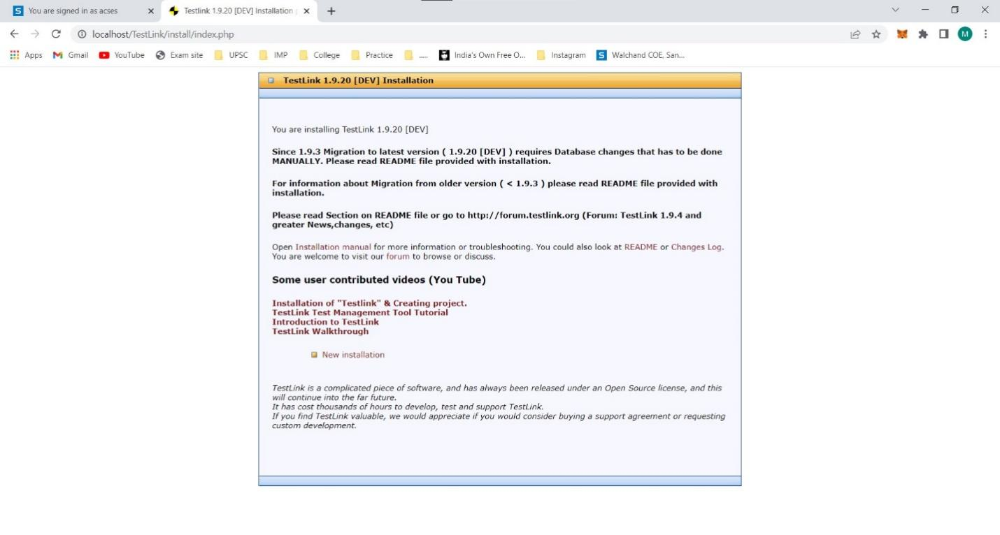 You are signed in as acses
Testlink 1.9.20 [DEV] Installation
localhost/TestLink/install/index.php
M
Apps Gmail YouTube Exam site UPSC IMP College Practice ..... India's Own Free O... Instagram Walchand COE, San...
TestLink 1.9.20 [DEV] Installation
You are installing TestLink 1.9.20 [DEV]
Since 1.9.3 Migration to latest version ( 1.9.20 [DEV] ) requires Database changes that has to be done
MANUALLY. Please read README file provided with installation.
For information about Migration from older version ( < 1.9.3 ) please read README file provided with
installation.
Please read Section on README file or go to http://forum.testlink.org (Forum: TestLink 1.9.4 and
greater News,changes, etc)
Open Installation manual for more information or troubleshooting. You could also look at README or Changes Log.
You are welcome to visit our forum to browse or discuss.
Some user contributed videos (You Tube)
Installation of "Testlink" & Creating project.
TestLink Test Management Tool Tutorial
Introduction to TestLink
TestLink Walkthrough
New installation
TestLink is a complicated piece of software, and has always been released under an Open Source license, and this
will continue into the far future.
It has cost thousands of hours to develop, test and support TestLink.
If you find TestLink valuable, we would appreciate if you would consider buying a support agreement or requesting
custom development.